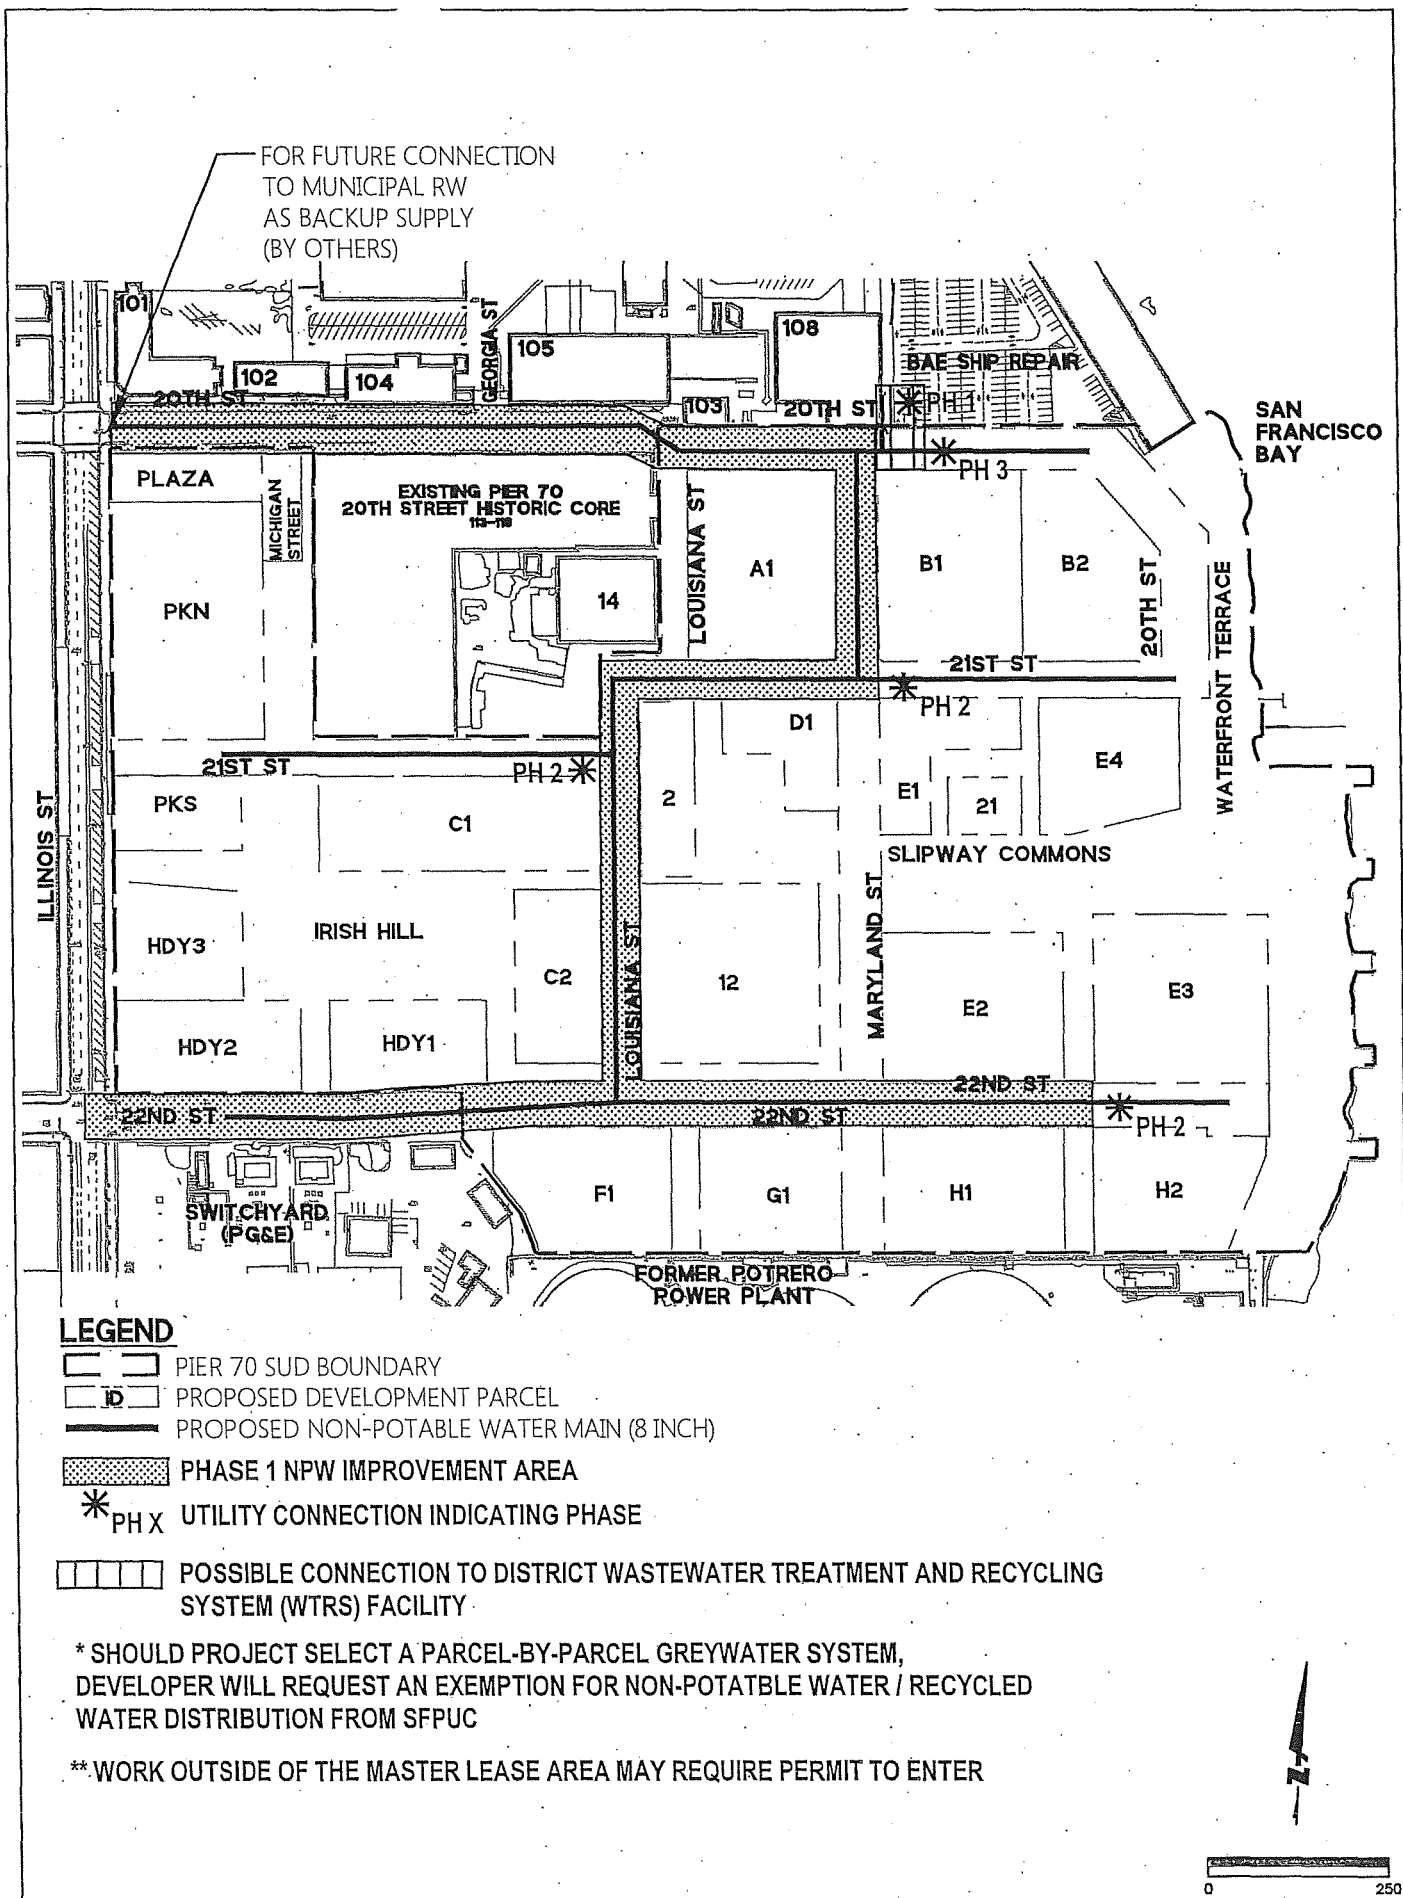 FOR FUTURE CONNECTION
TO MUNICIPAL RW
AS BACKUP SUPPLY
(BY OTHERS)
101
102
104
GEORGIA ST
105
103
108
BAE SHIP REPAIR
20TH ST
20TH ST
PH 1
PH 3
SAN
FRANCISCO
BAY
PLAZA
MICHIGAN
STREET
EXISTING PIER 70
20TH STREET HISTORIC CORE
113-118
LOUISIANA ST
A1
B1
B2
20TH ST
WATERFRONT TERRACE
PKN
14
21ST ST
PH 2
D1
21ST ST
PH 2
E4
E1
21
2
PKS
C1
SLIPWAY COMMONS
ILLINOIS ST
HDY3
IRISH HILL
C2
LOUISIANA ST
12
MARYLAND ST
E2
E3
HDY2
HDY1
22ND ST
22ND ST
22ND ST
PH 2
F1
G1
H1
H2
SWITCHYARD
(PG&E)
FORMER POTRERO
ROWER PLANT
LEGEND
PIER 70 SUD BOUNDARY
ID PROPOSED DEVELOPMENT PARCEL
PROPOSED NON-POTABLE WATER MAIN (8 INCH)
PHASE 1 NPW IMPROVEMENT AREA
PH X UTILITY CONNECTION INDICATING PHASE
POSSIBLE CONNECTION TO DISTRICT WASTEWATER TREATMENT AND RECYCLING
SYSTEM (WTRS) FACILITY
* SHOULD PROJECT SELECT A PARCEL-BY-PARCEL GREYWATER SYSTEM,
DEVELOPER WILL REQUEST AN EXEMPTION FOR NON-POTATBLE WATER / RECYCLED
WATER DISTRIBUTION FROM SFPUC
** WORK OUTSIDE OF THE MASTER LEASE AREA MAY REQUIRE PERMIT TO ENTER
N
0 250